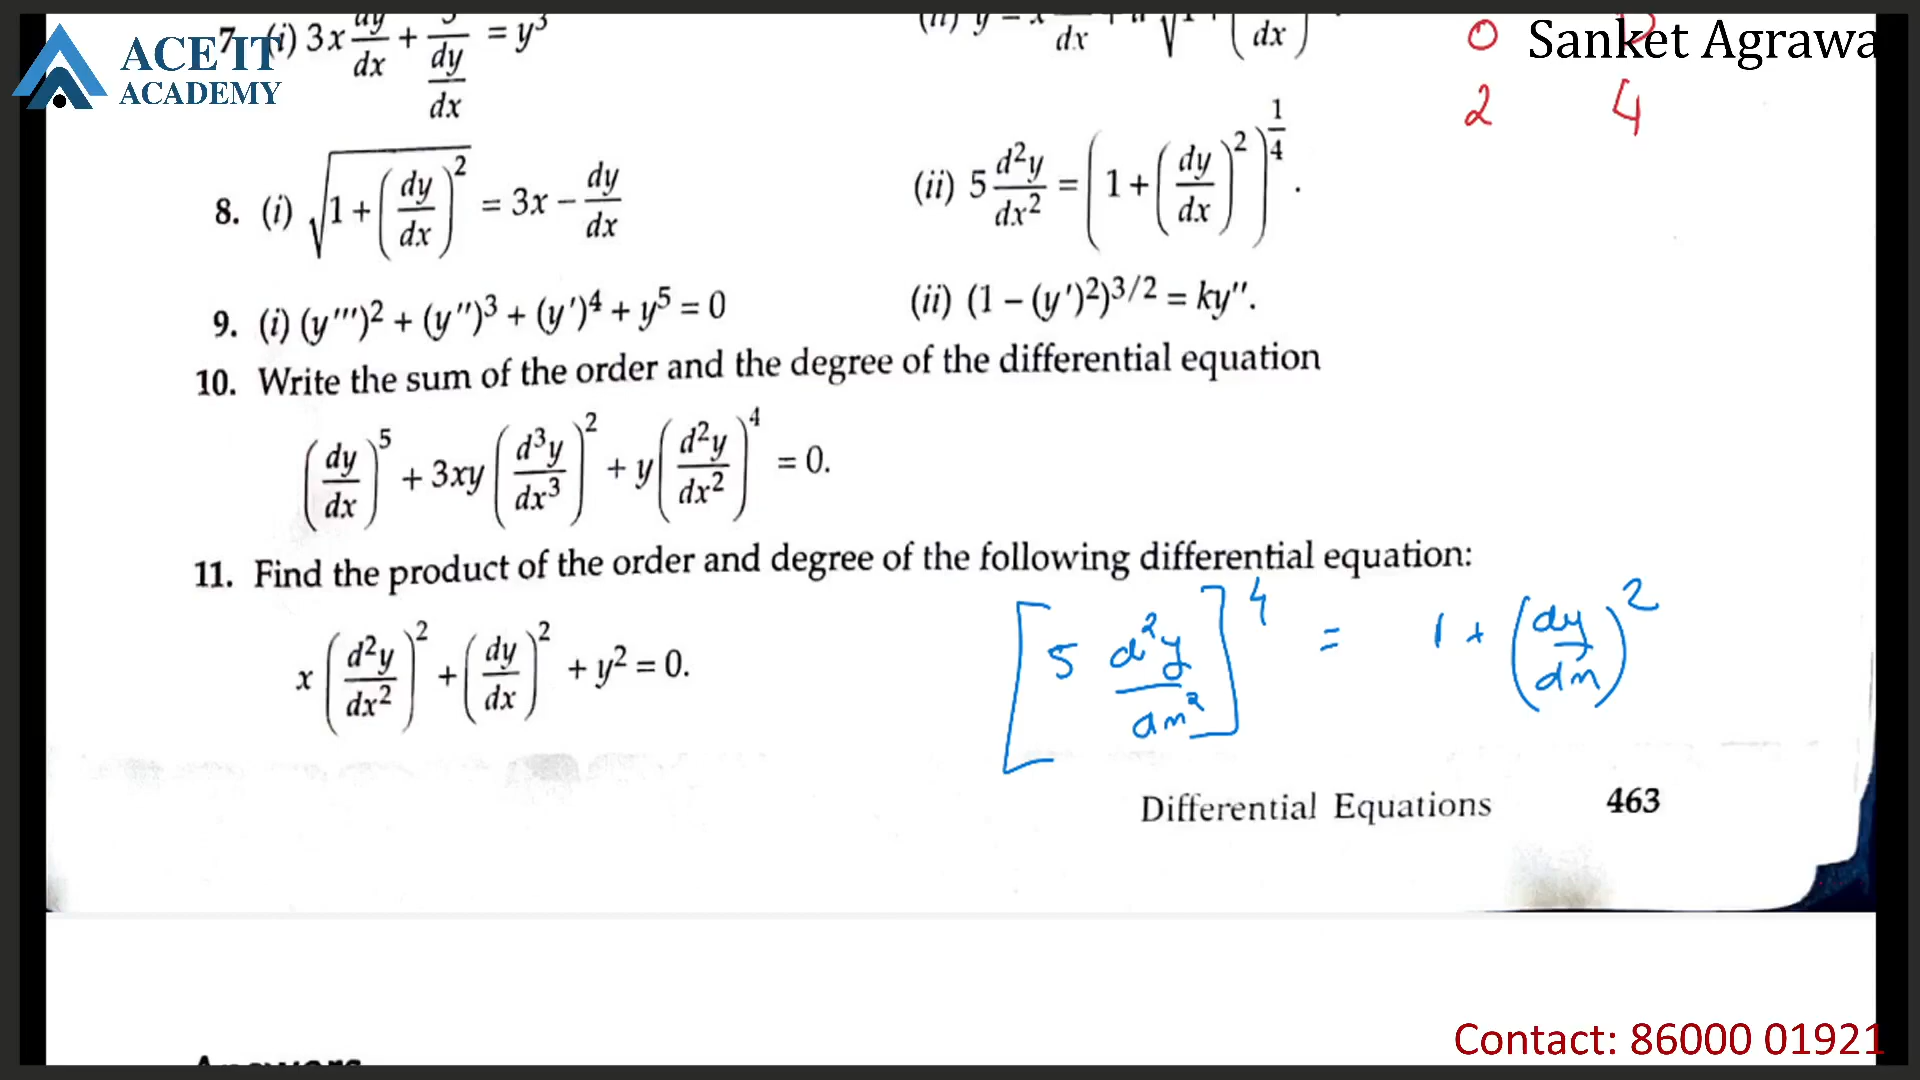 ACE IT
ACADEMY
Sanket Agrawa
7. (i) 3x dy/dx + 3/(dy/dx) = y³
O D
2 4
8. (i) √(1 + (dy/dx)²) = 3x − dy/dx
(ii) 5 d²y/dx² = (1 + (dy/dx)²)^(1/4).
9. (i) (y''')² + (y'')³ + (y')⁴ + y⁵ = 0
(ii) (1 – (y')²)^3/2 = ky''.
10. Write the sum of the order and the degree of the differential equation
(dy/dx)⁵ + 3xy (d³y/dx³)² + y (d²y/dx²)⁴ = 0.
11. Find the product of the order and degree of the following differential equation:
x (d²y/dx²)² + (dy/dx)² + y² = 0.
[5 d²y/dx²]⁴ = 1 + (dy/dx)²
Differential Equations 463
Contact: 86000 01921